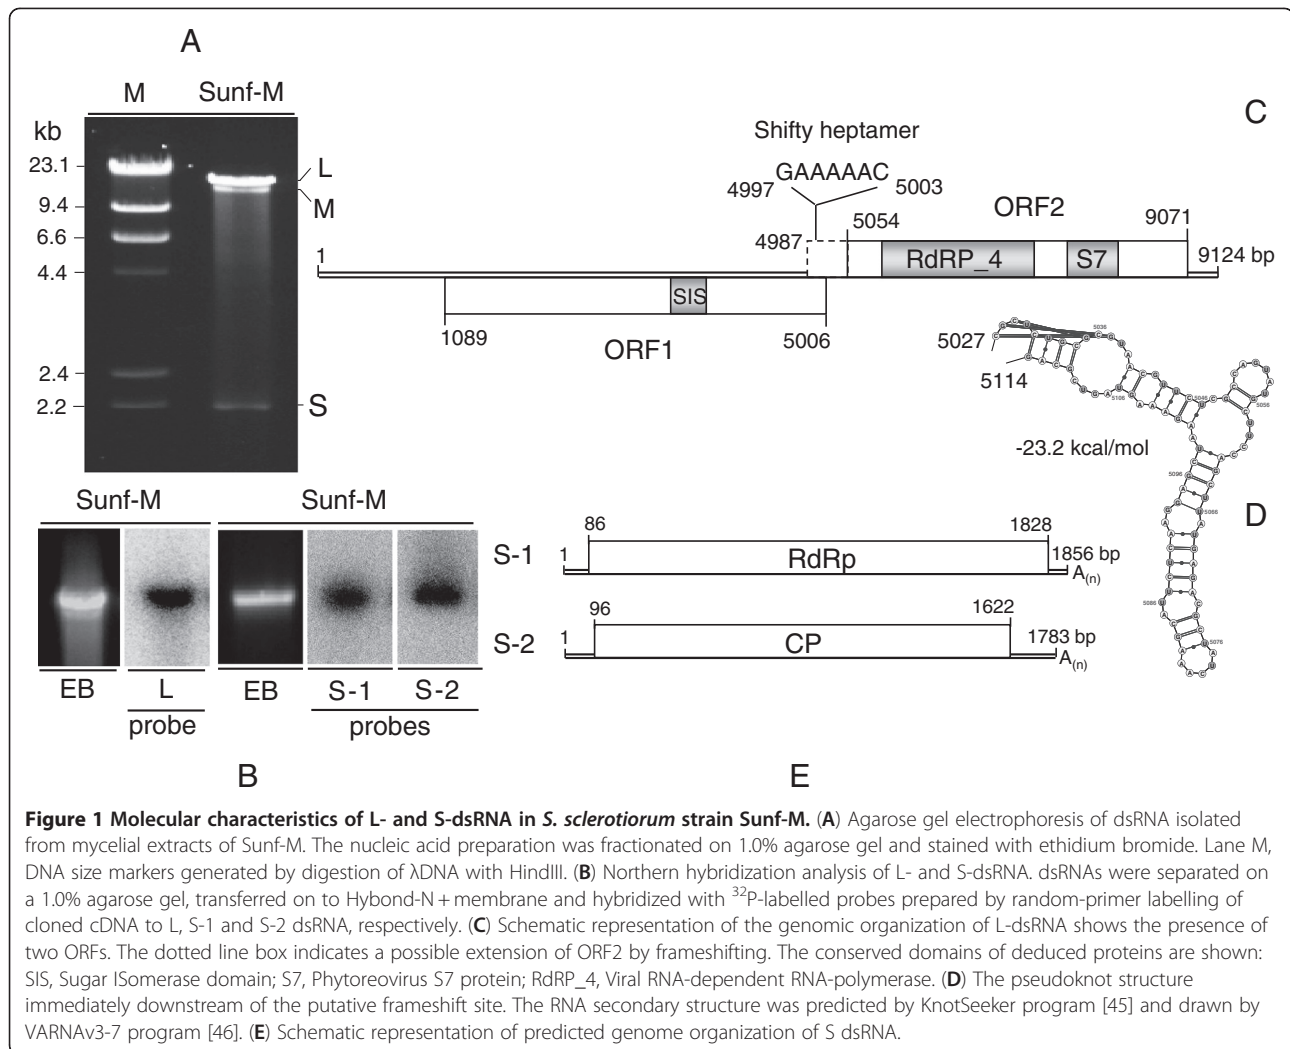 A
M Sunf-M
kb
23.1
9.4
6.6
4.4
2.4
2.2
L
M
S
C
Shifty heptamer
GAAAAAC
4997 5003
4987 5054 ORF2 9071
1 RdRP_4 S7 9124 bp
SIS
1089 ORF1 5006
5027
5114
-23.2 kcal/mol
D
Sunf-M Sunf-M
EB L EB S-1 S-2
probe probes
B
S-1 1 86 RdRp 1828 1856 bp
A(n)
S-2 1 96 CP 1622 1783 bp
A(n)
E
Figure 1 Molecular characteristics of L- and S-dsRNA in S. sclerotiorum strain Sunf-M. (A) Agarose gel electrophoresis of dsRNA isolated
from mycelial extracts of Sunf-M. The nucleic acid preparation was fractionated on 1.0% agarose gel and stained with ethidium bromide. Lane M,
DNA size markers generated by digestion of λDNA with HindIII. (B) Northern hybridization analysis of L- and S-dsRNA. dsRNAs were separated on
a 1.0% agarose gel, transferred on to Hybond-N + membrane and hybridized with 32P-labelled probes prepared by random-primer labelling of
cloned cDNA to L, S-1 and S-2 dsRNA, respectively. (C) Schematic representation of the genomic organization of L-dsRNA shows the presence of
two ORFs. The dotted line box indicates a possible extension of ORF2 by frameshifting. The conserved domains of deduced proteins are shown:
SIS, Sugar ISomerase domain; S7, Phytoreovirus S7 protein; RdRP_4, Viral RNA-dependent RNA-polymerase. (D) The pseudoknot structure
immediately downstream of the putative frameshift site. The RNA secondary structure was predicted by KnotSeeker program [45] and drawn by
VARNAv3-7 program [46]. (E) Schematic representation of predicted genome organization of S dsRNA.